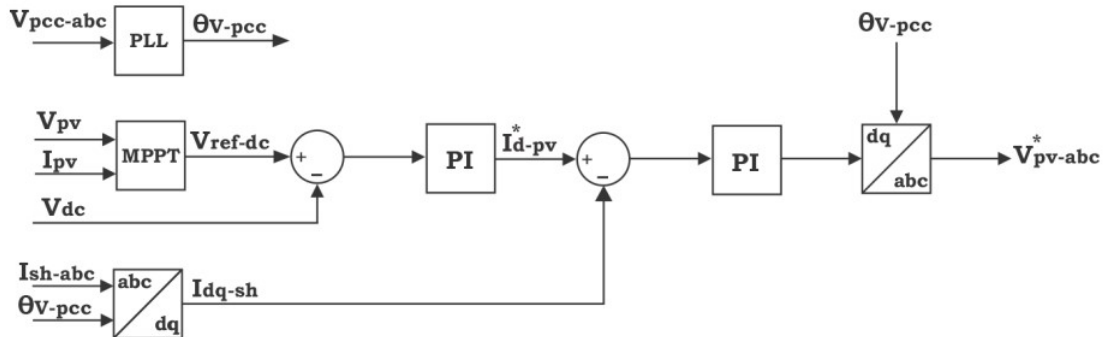 Vpcc-abc
PLL
θV-pcc
θV-pcc
Vpv
Ipv
MPPT
Vref-dc
+
−
PI
I*d-pv
+
−
PI
dq
abc
V*pv-abc
Vdc
Ish-abc
θV-pcc
abc
dq
Idq-sh